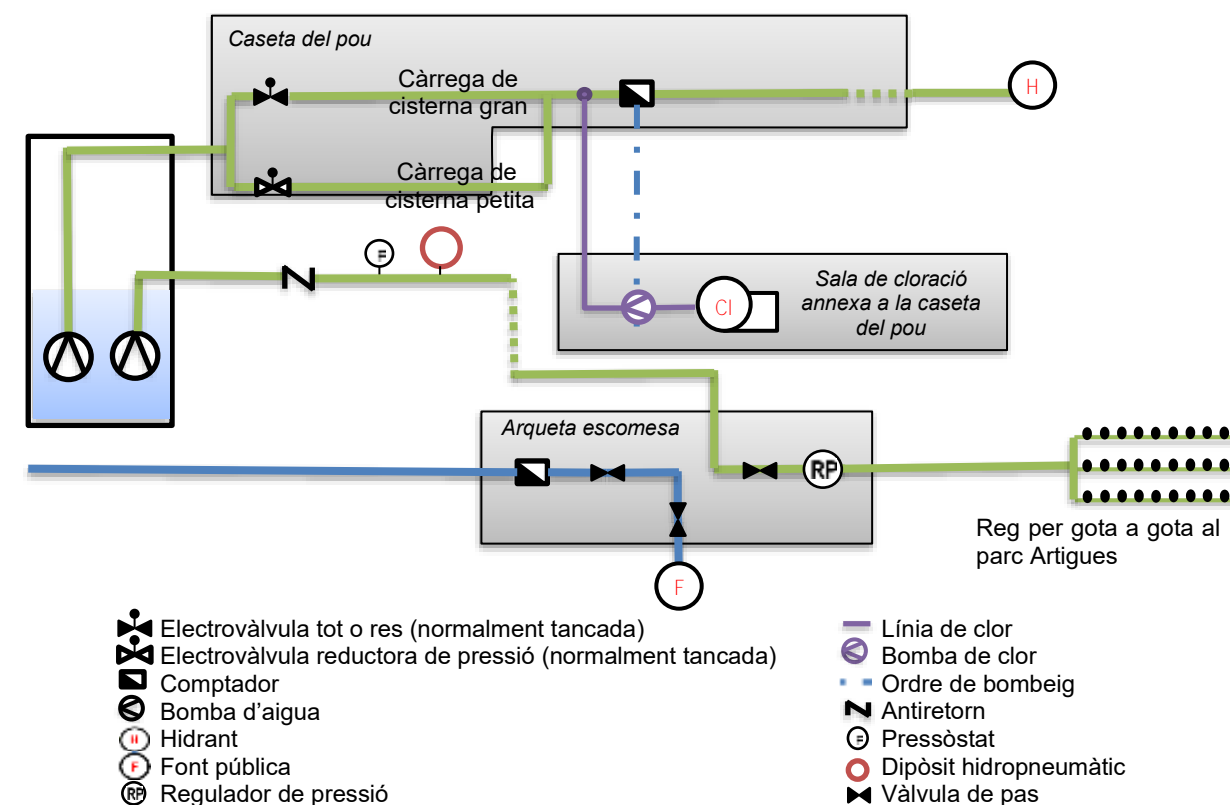 Caseta del pou
Càrrega de
cisterna gran
H
Càrrega de
cisterna petita
F
Sala de cloració
annexa a la caseta
del pou
Cl
Arqueta escomesa
RP
F
Reg per gota a gota al
parc Artigues
Electrovàlvula tot o res (normalment tancada)
Electrovàlvula reductora de pressió (normalment tancada)
Comptador
Bomba d'aigua
H Hidrant
F Font pública
RP Regulador de pressió
Línia de clor
Bomba de clor
Ordre de bombeig
Antiretorn
F Pressòstat
Dipòsit hidropneumàtic
Vàlvula de pas